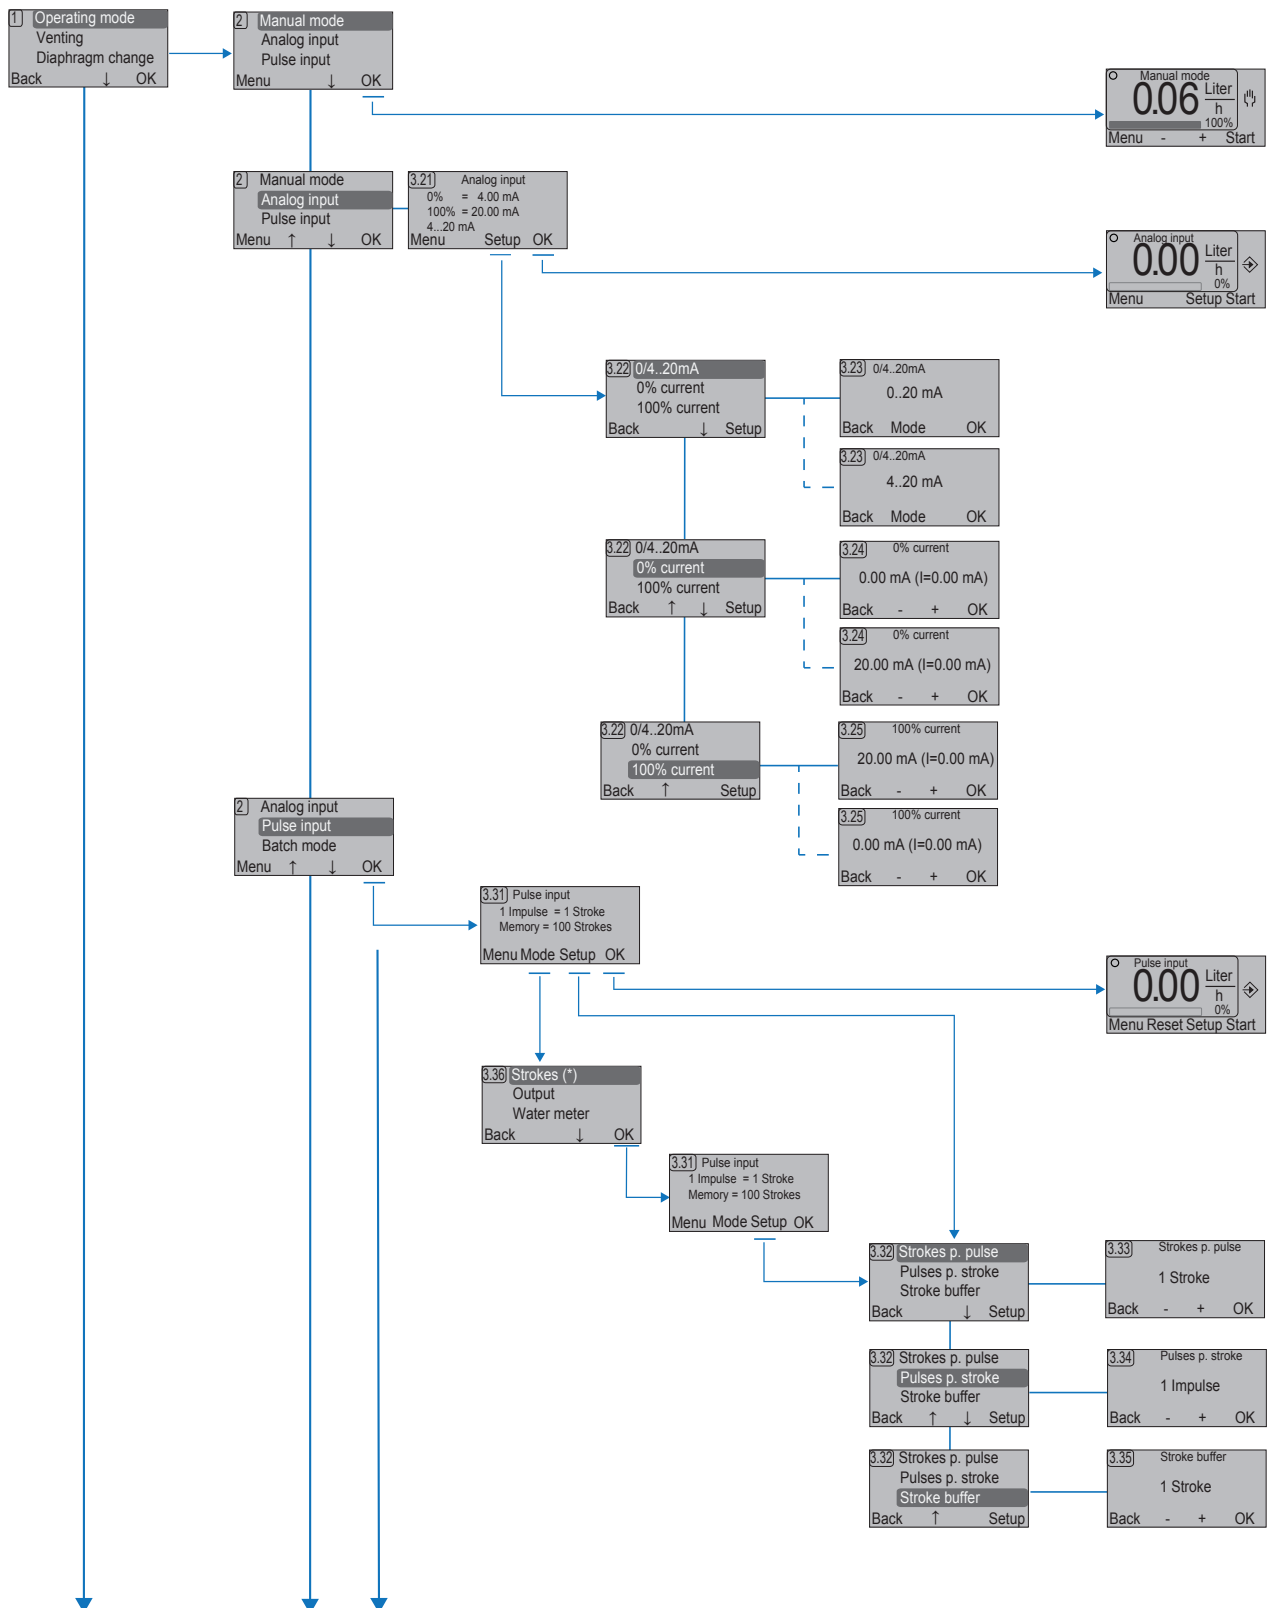 1 Operating mode
Venting
Diaphragm change
Back ↓ OK
2 Manual mode
Analog input
Pulse input
Menu ↓ OK
Manual mode
0.06 Liter
h
100%
Menu - + Start
2 Manual mode
Analog input
Pulse input
Menu ↑ ↓ OK
3.21 Analog input
0% = 4.00 mA
100% = 20.00 mA
4...20 mA
Menu Setup OK
Analog input
0.00 Liter
h
0%
Menu Setup Start
3.22 0/4..20mA
0% current
100% current
Back ↓ Setup
3.23 0/4..20mA
0..20 mA
Back Mode OK
3.23 0/4..20mA
4..20 mA
Back Mode OK
3.22 0/4..20mA
0% current
100% current
Back ↑ ↓ Setup
3.24 0% current
0.00 mA (I=0.00 mA)
Back - + OK
3.24 0% current
20.00 mA (I=0.00 mA)
Back - + OK
3.22 0/4..20mA
0% current
100% current
Back ↑ Setup
3.25 100% current
20.00 mA (I=0.00 mA)
Back - + OK
3.25 100% current
0.00 mA (I=0.00 mA)
Back - + OK
2 Analog input
Pulse input
Batch mode
Menu ↑ ↓ OK
3.31 Pulse input
1 Impulse = 1 Stroke
Memory = 100 Strokes
Menu Mode Setup OK
Pulse input
0.00 Liter
h
0%
Menu Reset Setup Start
3.36 Strokes (*)
Output
Water meter
Back ↓ OK
3.31 Pulse input
1 Impulse = 1 Stroke
Memory = 100 Strokes
Menu Mode Setup OK
3.32 Strokes p. pulse
Pulses p. stroke
Stroke buffer
Back ↓ Setup
3.33 Strokes p. pulse
1 Stroke
Back - + OK
3.32 Strokes p. pulse
Pulses p. stroke
Stroke buffer
Back ↑ ↓ Setup
3.34 Pulses p. stroke
1 Impulse
Back - + OK
3.32 Strokes p. pulse
Pulses p. stroke
Stroke buffer
Back ↑ Setup
3.35 Stroke buffer
1 Stroke
Back - + OK